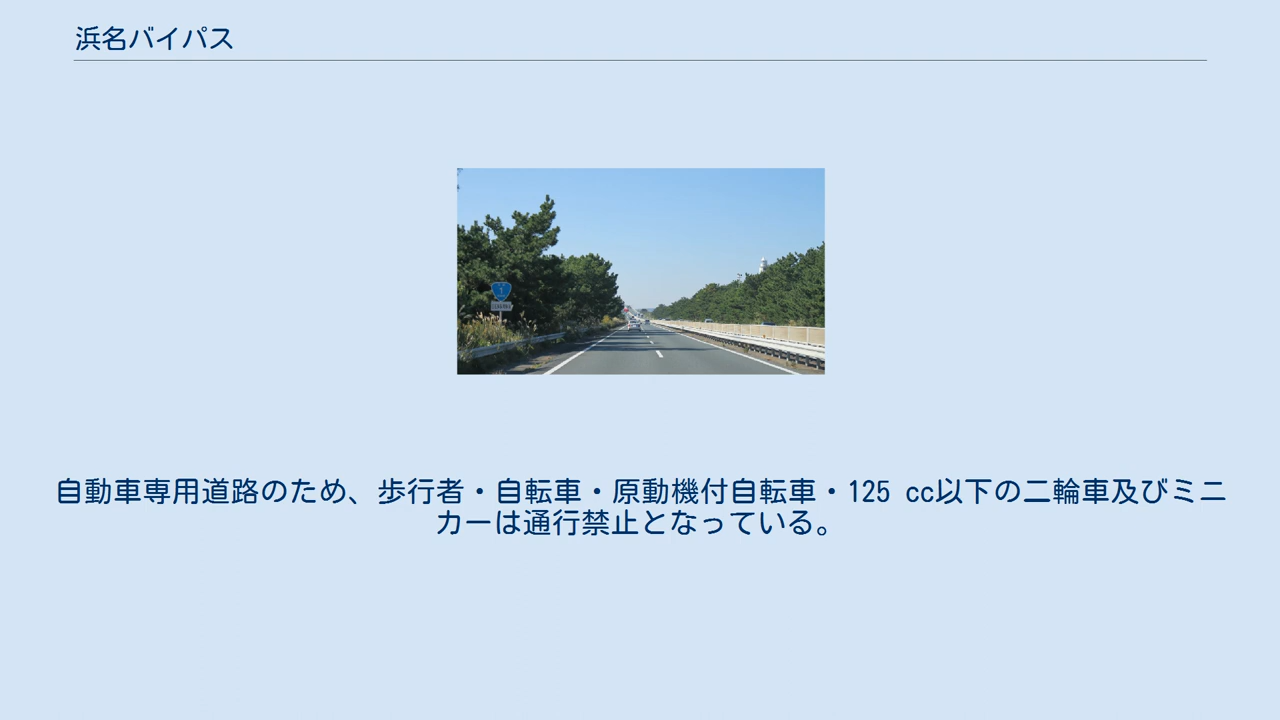 浜名バイパス
自動車専用道路のため、歩行者・自転車・原動機付自転車・125 cc以下の二輪車及びミニ
カーは通行禁止となっている。